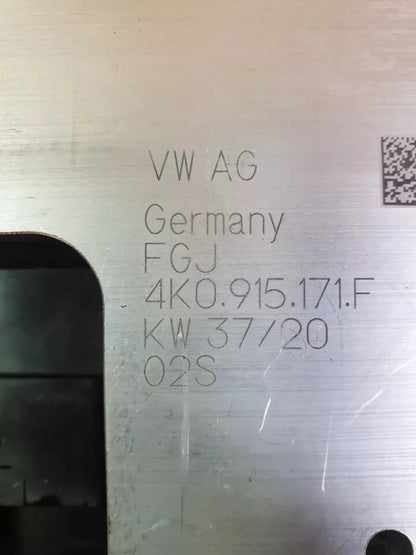 VW AG
Germany
FGJ
4K0.915.171.F
KW 37/20
02S